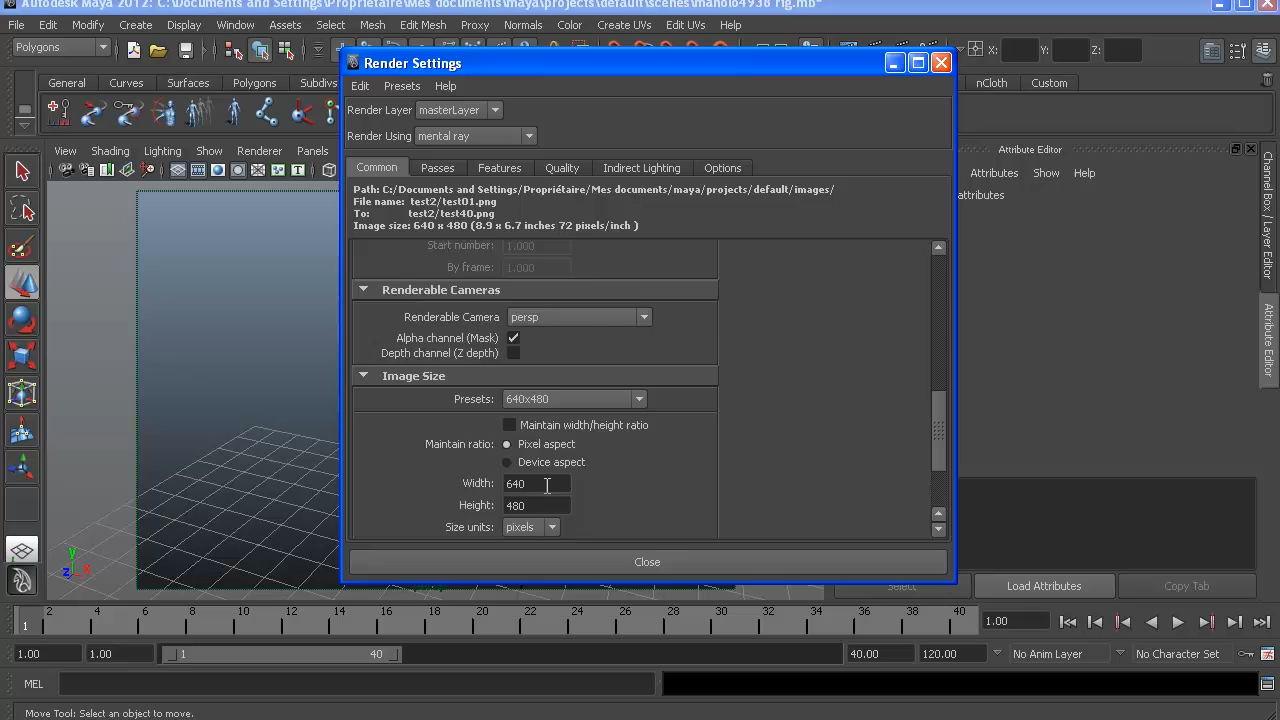 Autodesk Maya 2012: C:\Documents and Settings\Propriétaire\Mes documents\maya\projects\default\scenes\manolo4938 rig.mb*
File Edit Modify Create Display Window Assets Select Mesh Edit Mesh Proxy Normals Color Create UVs Edit UVs Help
Polygons X: Y: Z:
General Curves Surfaces Polygons Subdivs nCloth Custom
View Shading Lighting Show Renderer Panels
Render Settings
Edit Presets Help
Render Layer masterLayer
Render Using mental ray
Common Passes Features Quality Indirect Lighting Options
Path: C:/Documents and Settings/Propriétaire/Mes documents/maya/projects/default/images/
File name: test2/test01.png
To: test2/test40.png
Image size: 640 x 480 (8.9 x 6.7 inches 72 pixels/inch )
Start number: 1.000
By frame: 1.000
Renderable Cameras
Renderable Camera persp
Alpha channel (Mask)
Depth channel (Z depth)
Image Size
Presets: 640x480
Maintain width/height ratio
Maintain ratio: Pixel aspect
Device aspect
Width: 640
Height: 480
Size units: pixels
Close
Attribute Editor
Attributes Show Help
attributes
Channel Box / Layer Editor
Attribute Editor
Select Load Attributes Copy Tab
y
z x
2 4 6 8 10 12 14 16 18 20 22 24 26 28 30 32 34 36 38 40
1 1.00
1.00 1.00 1 40 40.00 120.00 No Anim Layer No Character Set
MEL
Move Tool: Select an object to move.